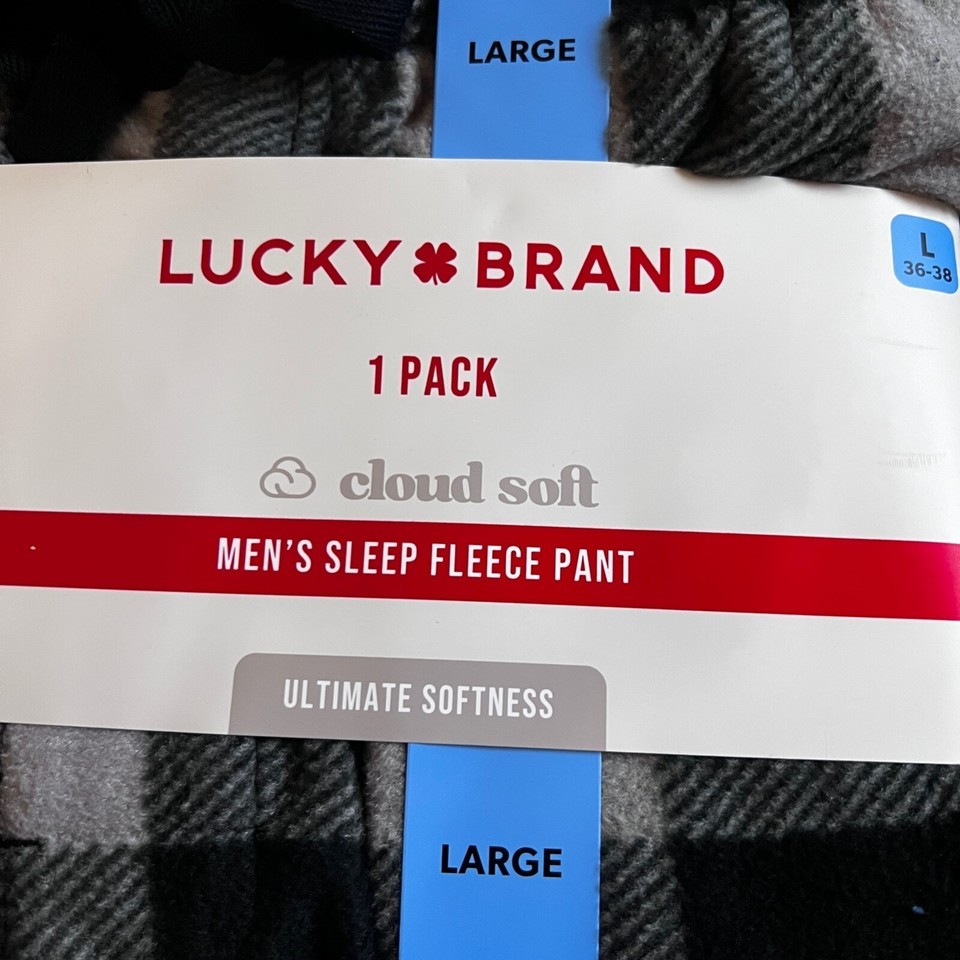 LARGE
LUCKY BRAND
L
36-38
1 PACK
cloud soft
MEN'S SLEEP FLEECE PANT
ULTIMATE SOFTNESS
LARGE